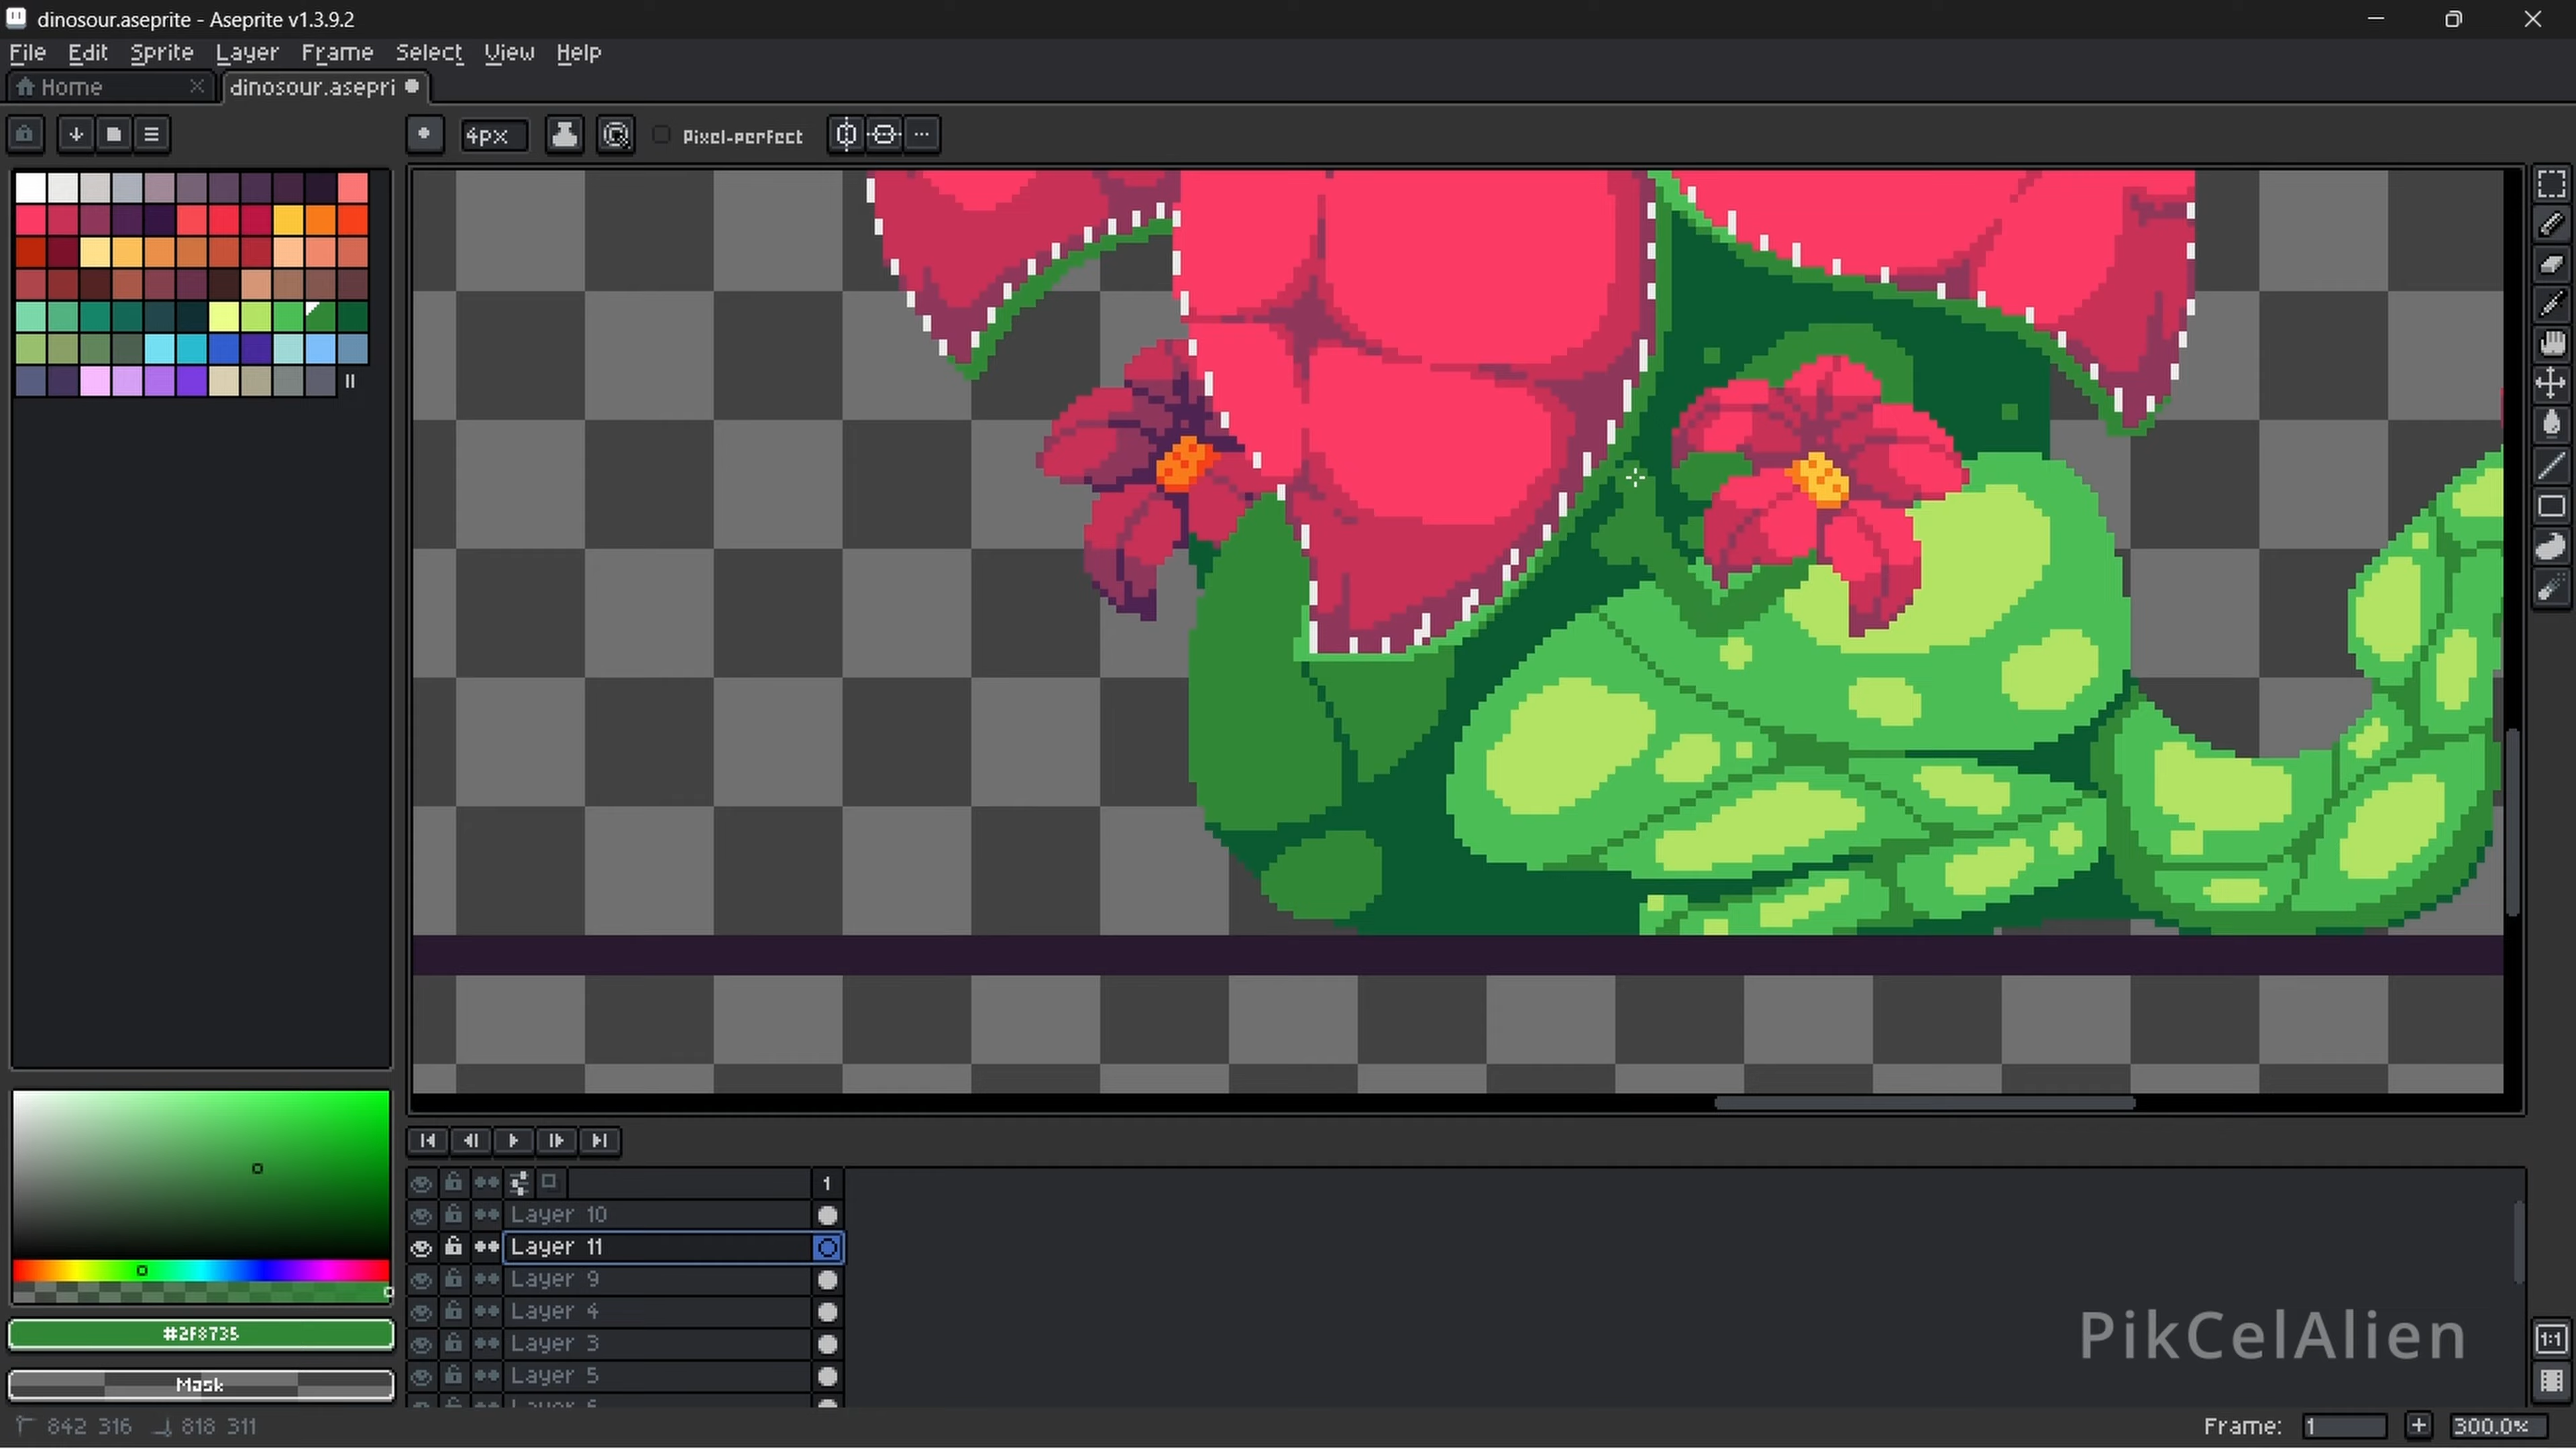 dinosour.aseprite - Aseprite v1.3.9.2
File Edit Sprite Layer Frame Select View Help
Home
dinosour.asepri
4px
Pixel-perfect
1
Layer 10
Layer 11
Layer 9
Layer 4
Layer 3
Layer 5
#2F8735
Mask
PikCelAlien
1:1
842 316 818 311
Frame: 1
300.0%